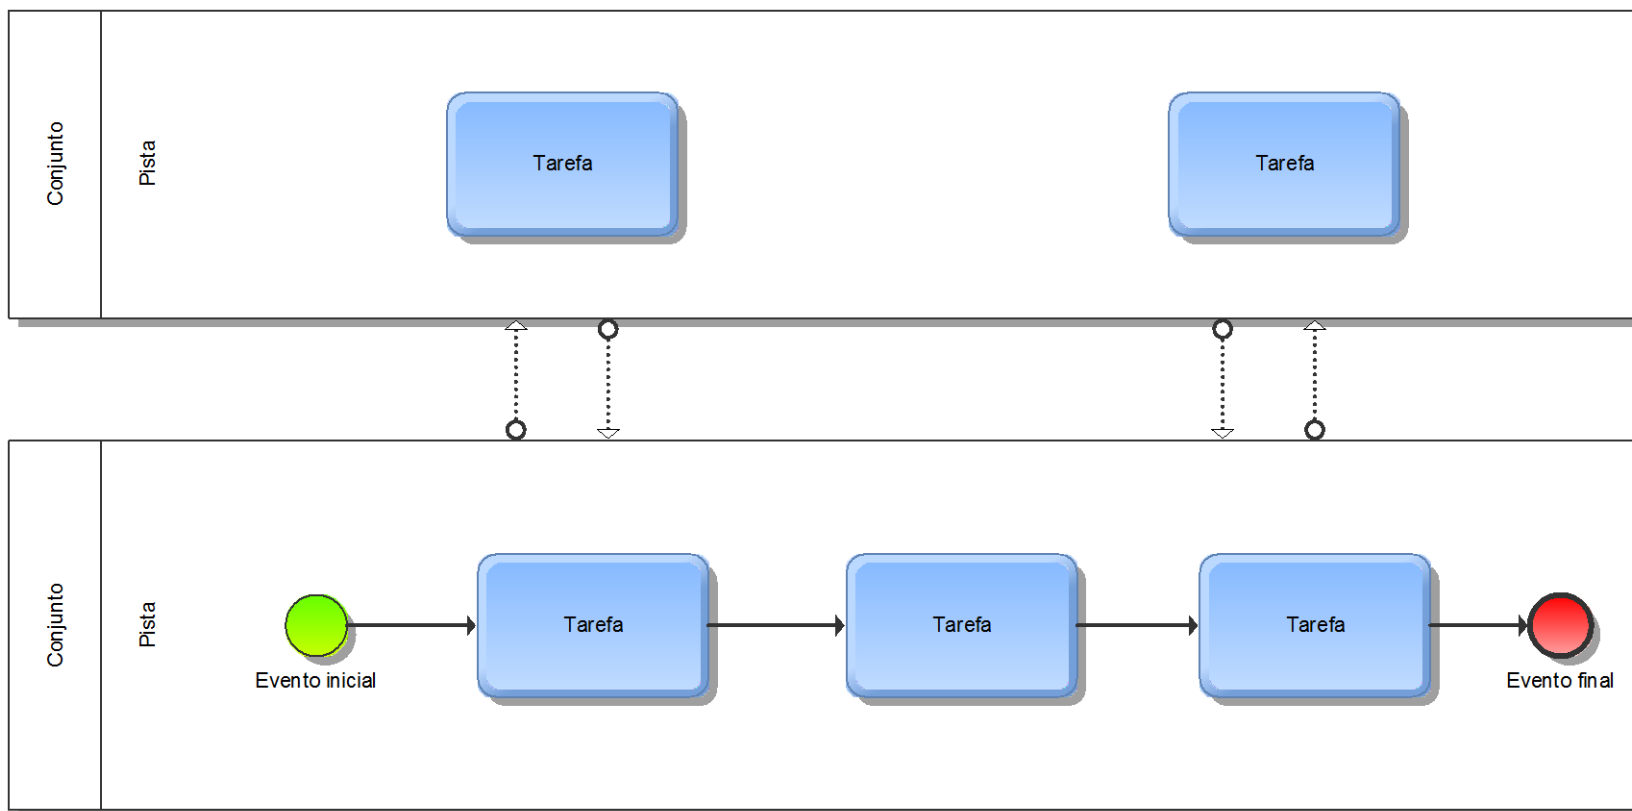 Conjunto
Pista
Tarefa
Tarefa
Conjunto
Pista
Evento inicial
Tarefa
Tarefa
Tarefa
Evento final